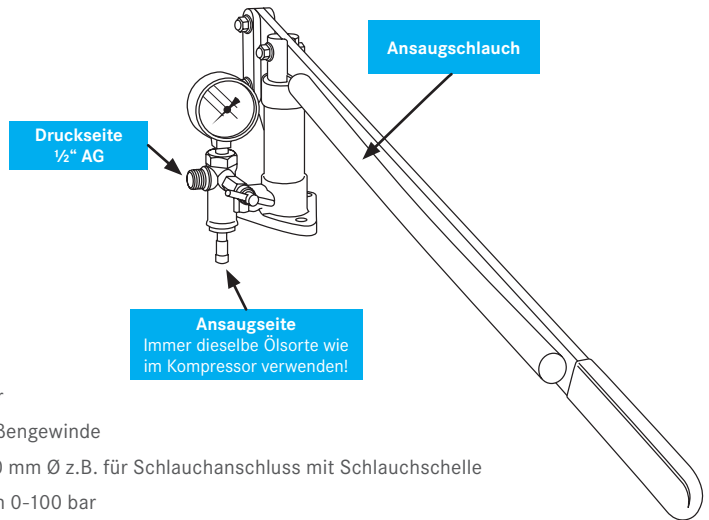 Ansaugschlauch
Druckseite
½“ AG
Ansaugseite
Immer dieselbe Ölsorte wie
im Kompressor verwenden!
r
ßengewinde
0 mm Ø z.B. für Schlauchanschluss mit Schlauchschelle
0-100 bar